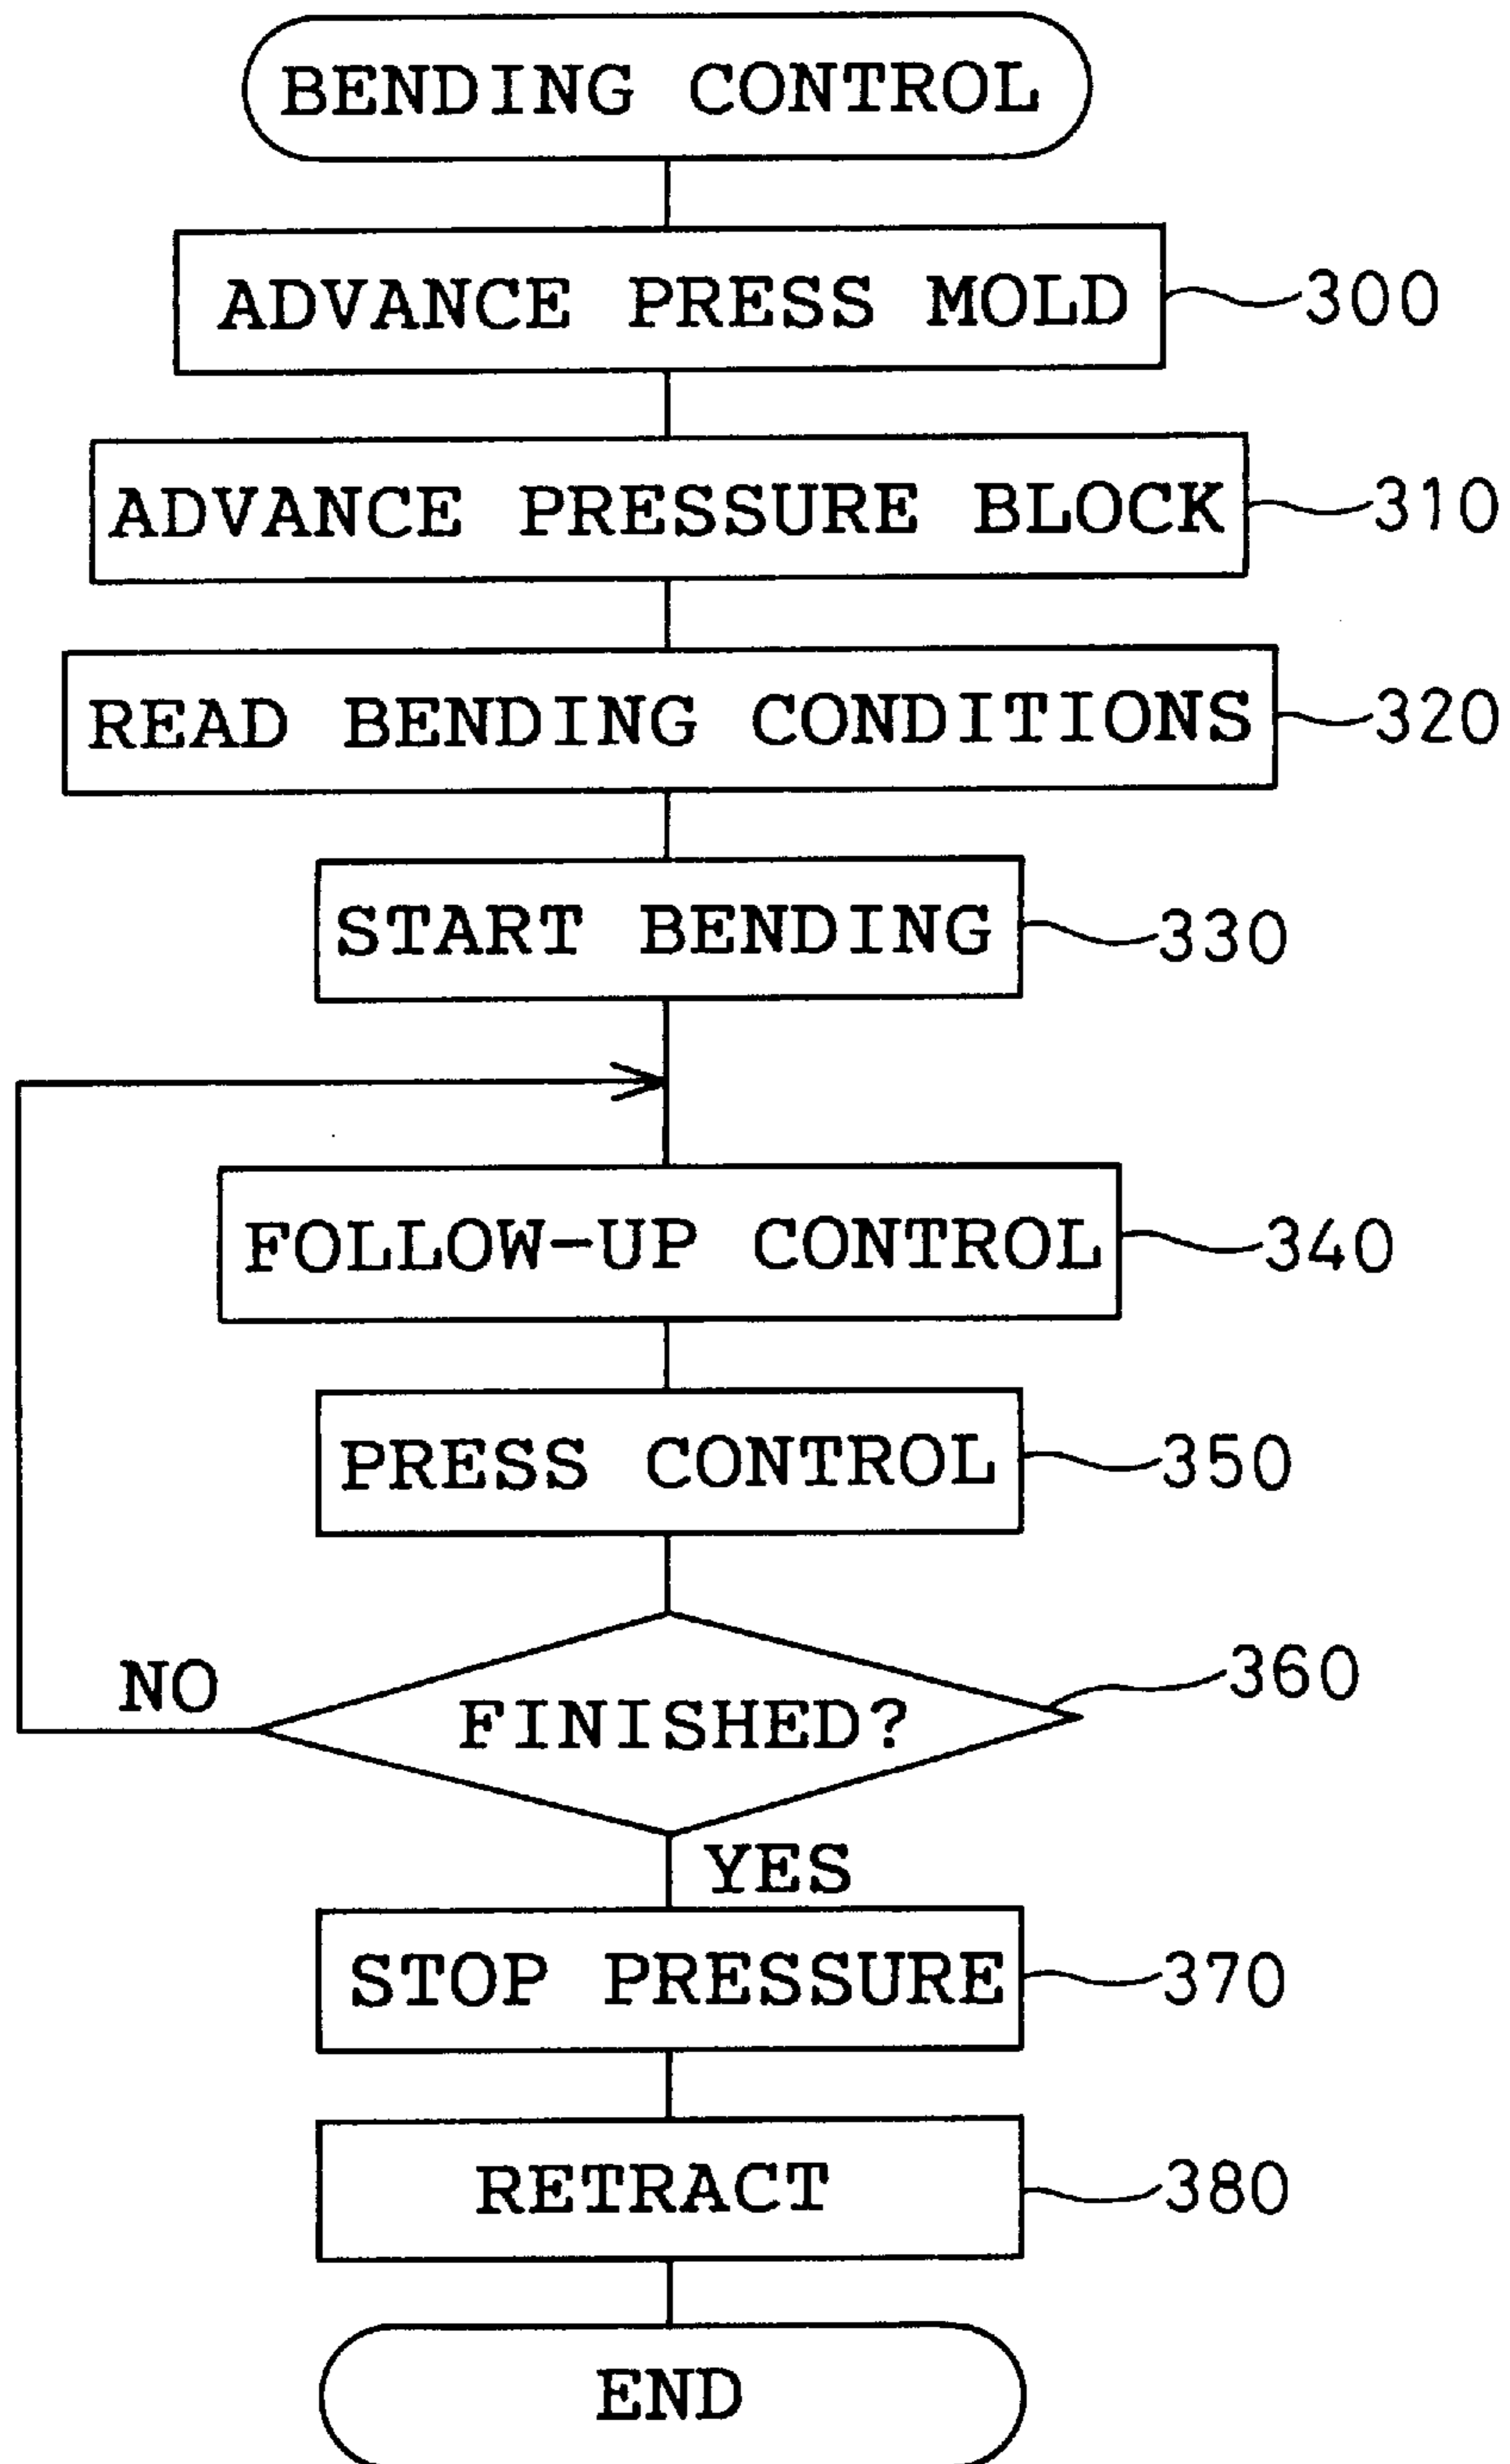 BENDING CONTROL
ADVANCE PRESS MOLD
300
ADVANCE PRESSURE BLOCK
310
READ BENDING CONDITIONS
320
START BENDING
330
FOLLOW-UP CONTROL
340
PRESS CONTROL
350
FINISHED?
360
NO
YES
STOP PRESSURE
370
RETRACT
380
END